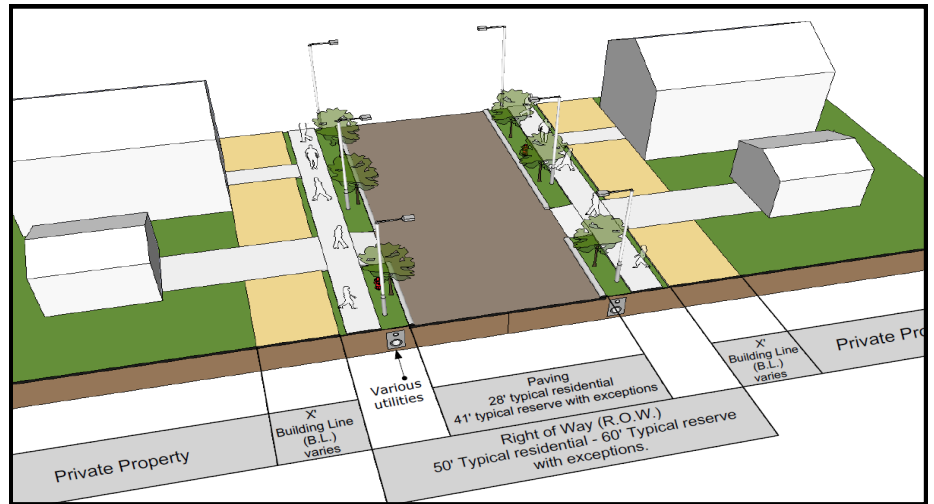 Private Property
X'
Building Line
(B.L.)
varies
Various
utilities
Paving
28' typical residential
41' typical reserve with exceptions
Right of Way (R.O.W.)
50' Typical residential - 60' Typical reserve
with exceptions.
X'
Building Line
(B.L.)
varies
Private Pro